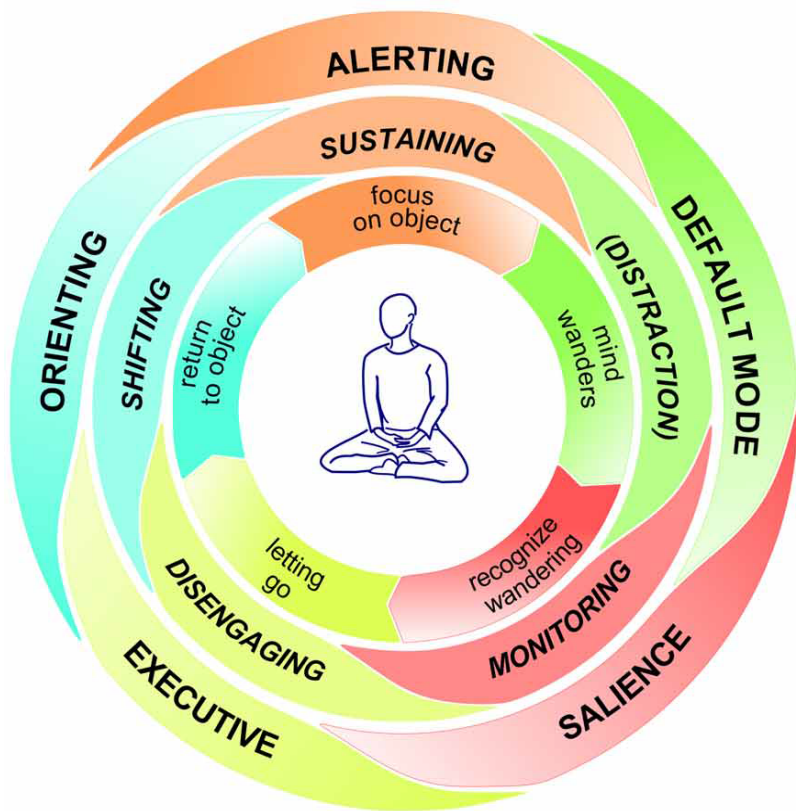 ALERTING
SUSTAINING
focus
on object
DEFAULT MODE
(DISTRACTION)
mind
wanders
SALIENCE
MONITORING
recognize
wandering
EXECUTIVE
DISENGAGING
letting
go
ORIENTING
SHIFTING
return
to object